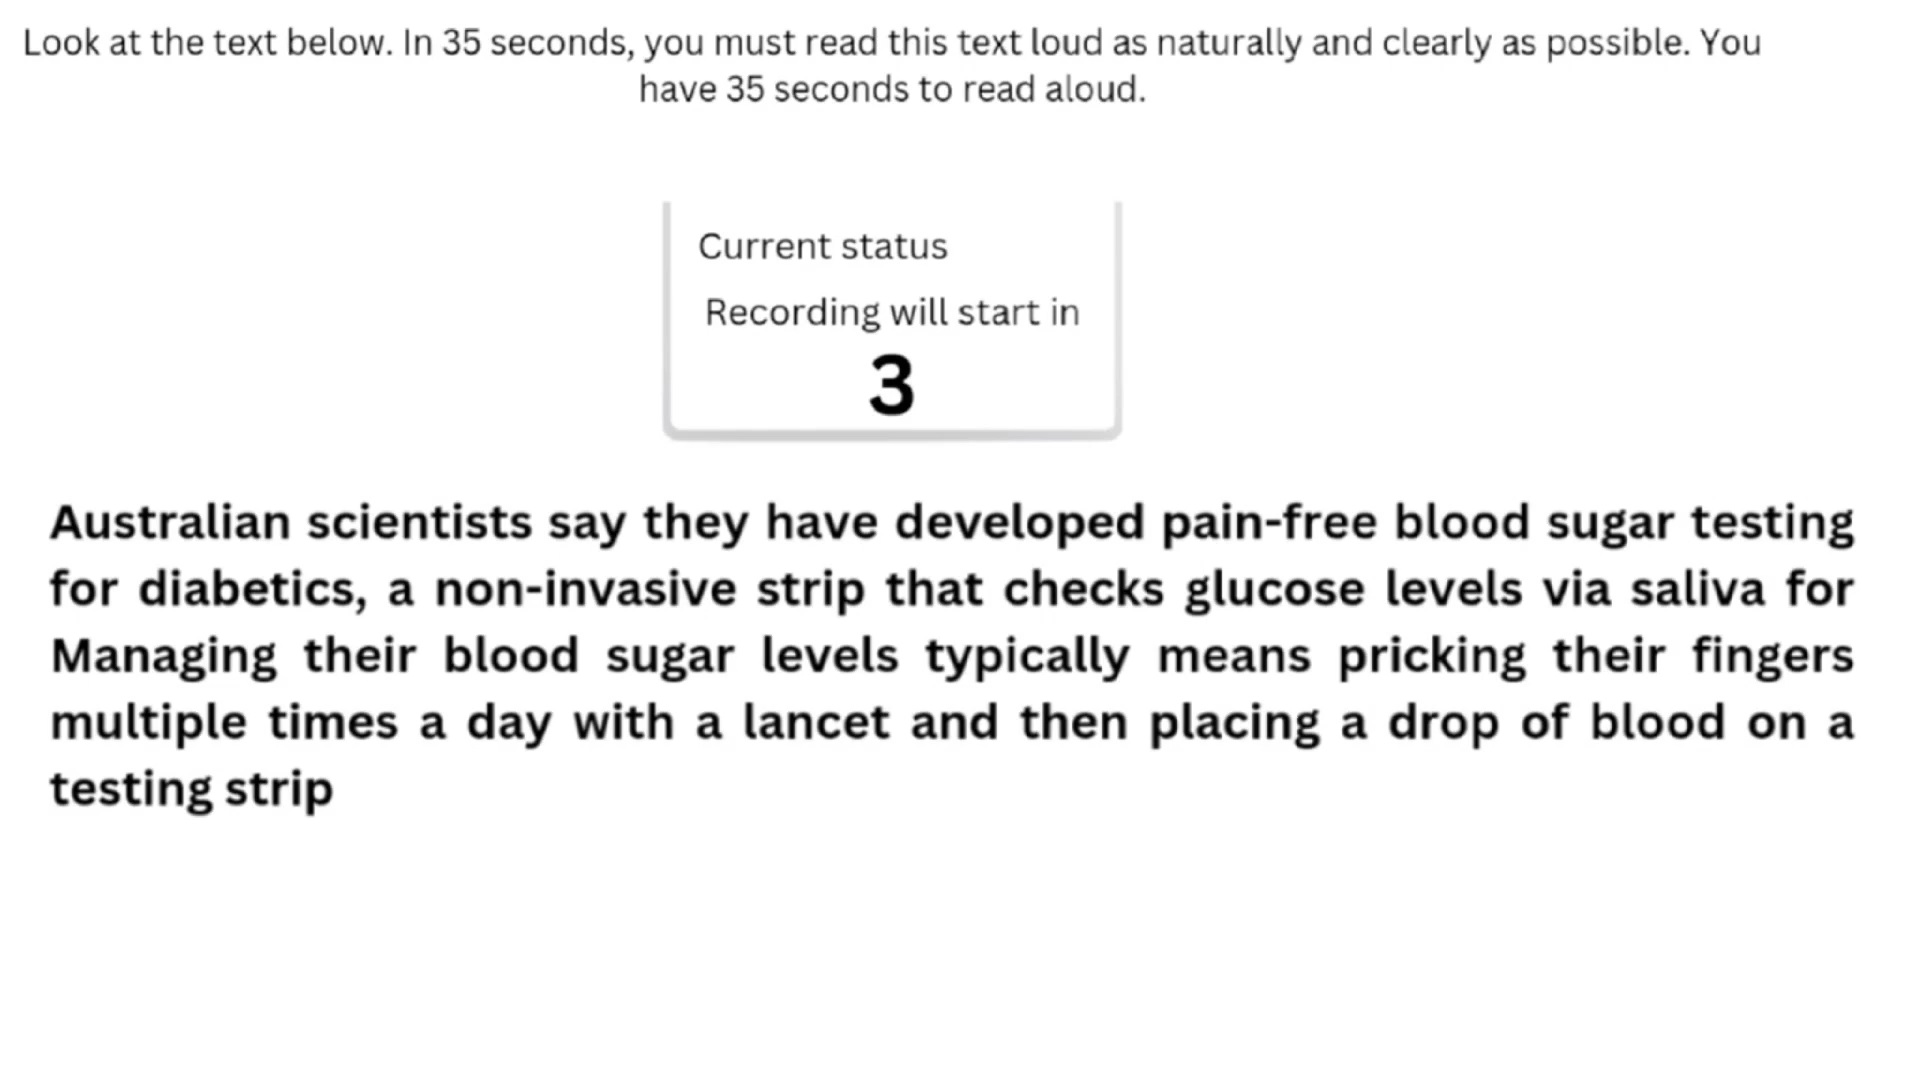 Look at the text below. In 35 seconds, you must read this text loud as naturally and clearly as possible. You
have 35 seconds to read aloud.
Current status
Recording will start in
3
Australian scientists say they have developed pain-free blood sugar testing
for diabetics, a non-invasive strip that checks glucose levels via saliva for
Managing their blood sugar levels typically means pricking their fingers
multiple times a day with a lancet and then placing a drop of blood on a
testing strip